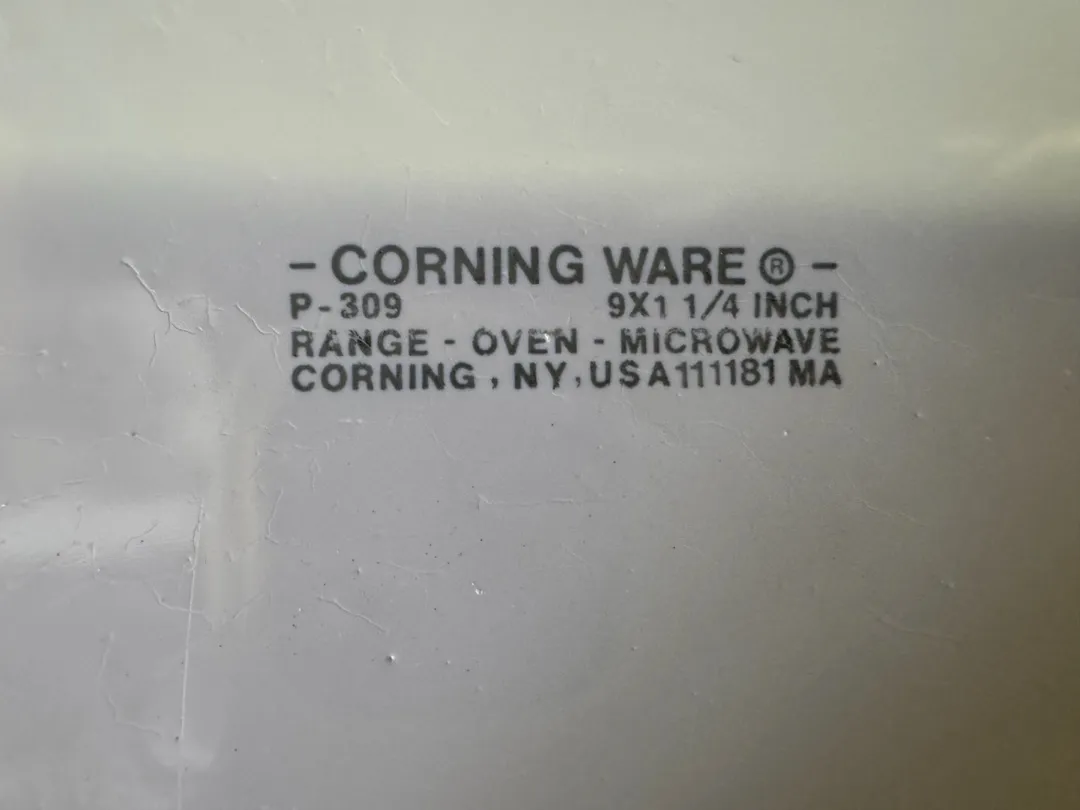 - CORNING WARE ® -
P-309 9X1 1/4 INCH
RANGE - OVEN - MICROWAVE
CORNING, NY, USA111181 MA